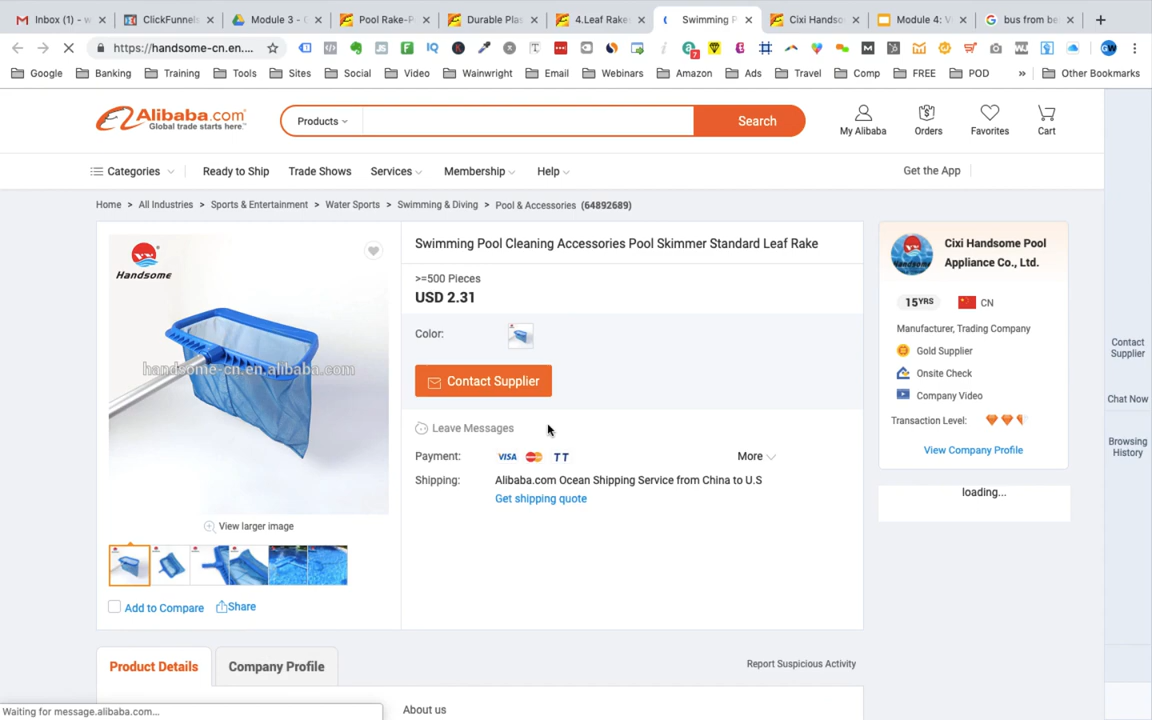 Inbox (1) - w
ClickFunnels
Module 3 - 
Pool Rake-P
Durable Plas
4.Leaf Rakes
Swimming P
Cixi Handso
Module 4: V
bus from be
https://handsome-cn.en....
Google
Banking
Training
Tools
Sites
Social
Video
Wainwright
Email
Webinars
Amazon
Ads
Travel
Comp
FREE
POD
»
Other Bookmarks
Alibaba.com
Global trade starts here™
Products
Search
My Alibaba
Orders
Favorites
Cart
Categories
Ready to Ship
Trade Shows
Services
Membership
Help
Get the App
Home > All Industries > Sports & Entertainment > Water Sports > Swimming & Diving > Pool & Accessories (64892689)
Handsome
handsome-cn.en.alibaba.com
View larger image
Add to Compare
Share
Swimming Pool Cleaning Accessories Pool Skimmer Standard Leaf Rake
>=500 Pieces
USD 2.31
Color:
Contact Supplier
Leave Messages
Payment: VISA TT More
Shipping: Alibaba.com Ocean Shipping Service from China to U.S
Get shipping quote
Cixi Handsome Pool
Appliance Co., Ltd.
15YRS CN
Manufacturer, Trading Company
Gold Supplier
Onsite Check
Company Video
Transaction Level:
View Company Profile
loading...
Contact
Supplier
Chat Now
Browsing
History
Product Details
Company Profile
Report Suspicious Activity
About us
Waiting for message.alibaba.com...